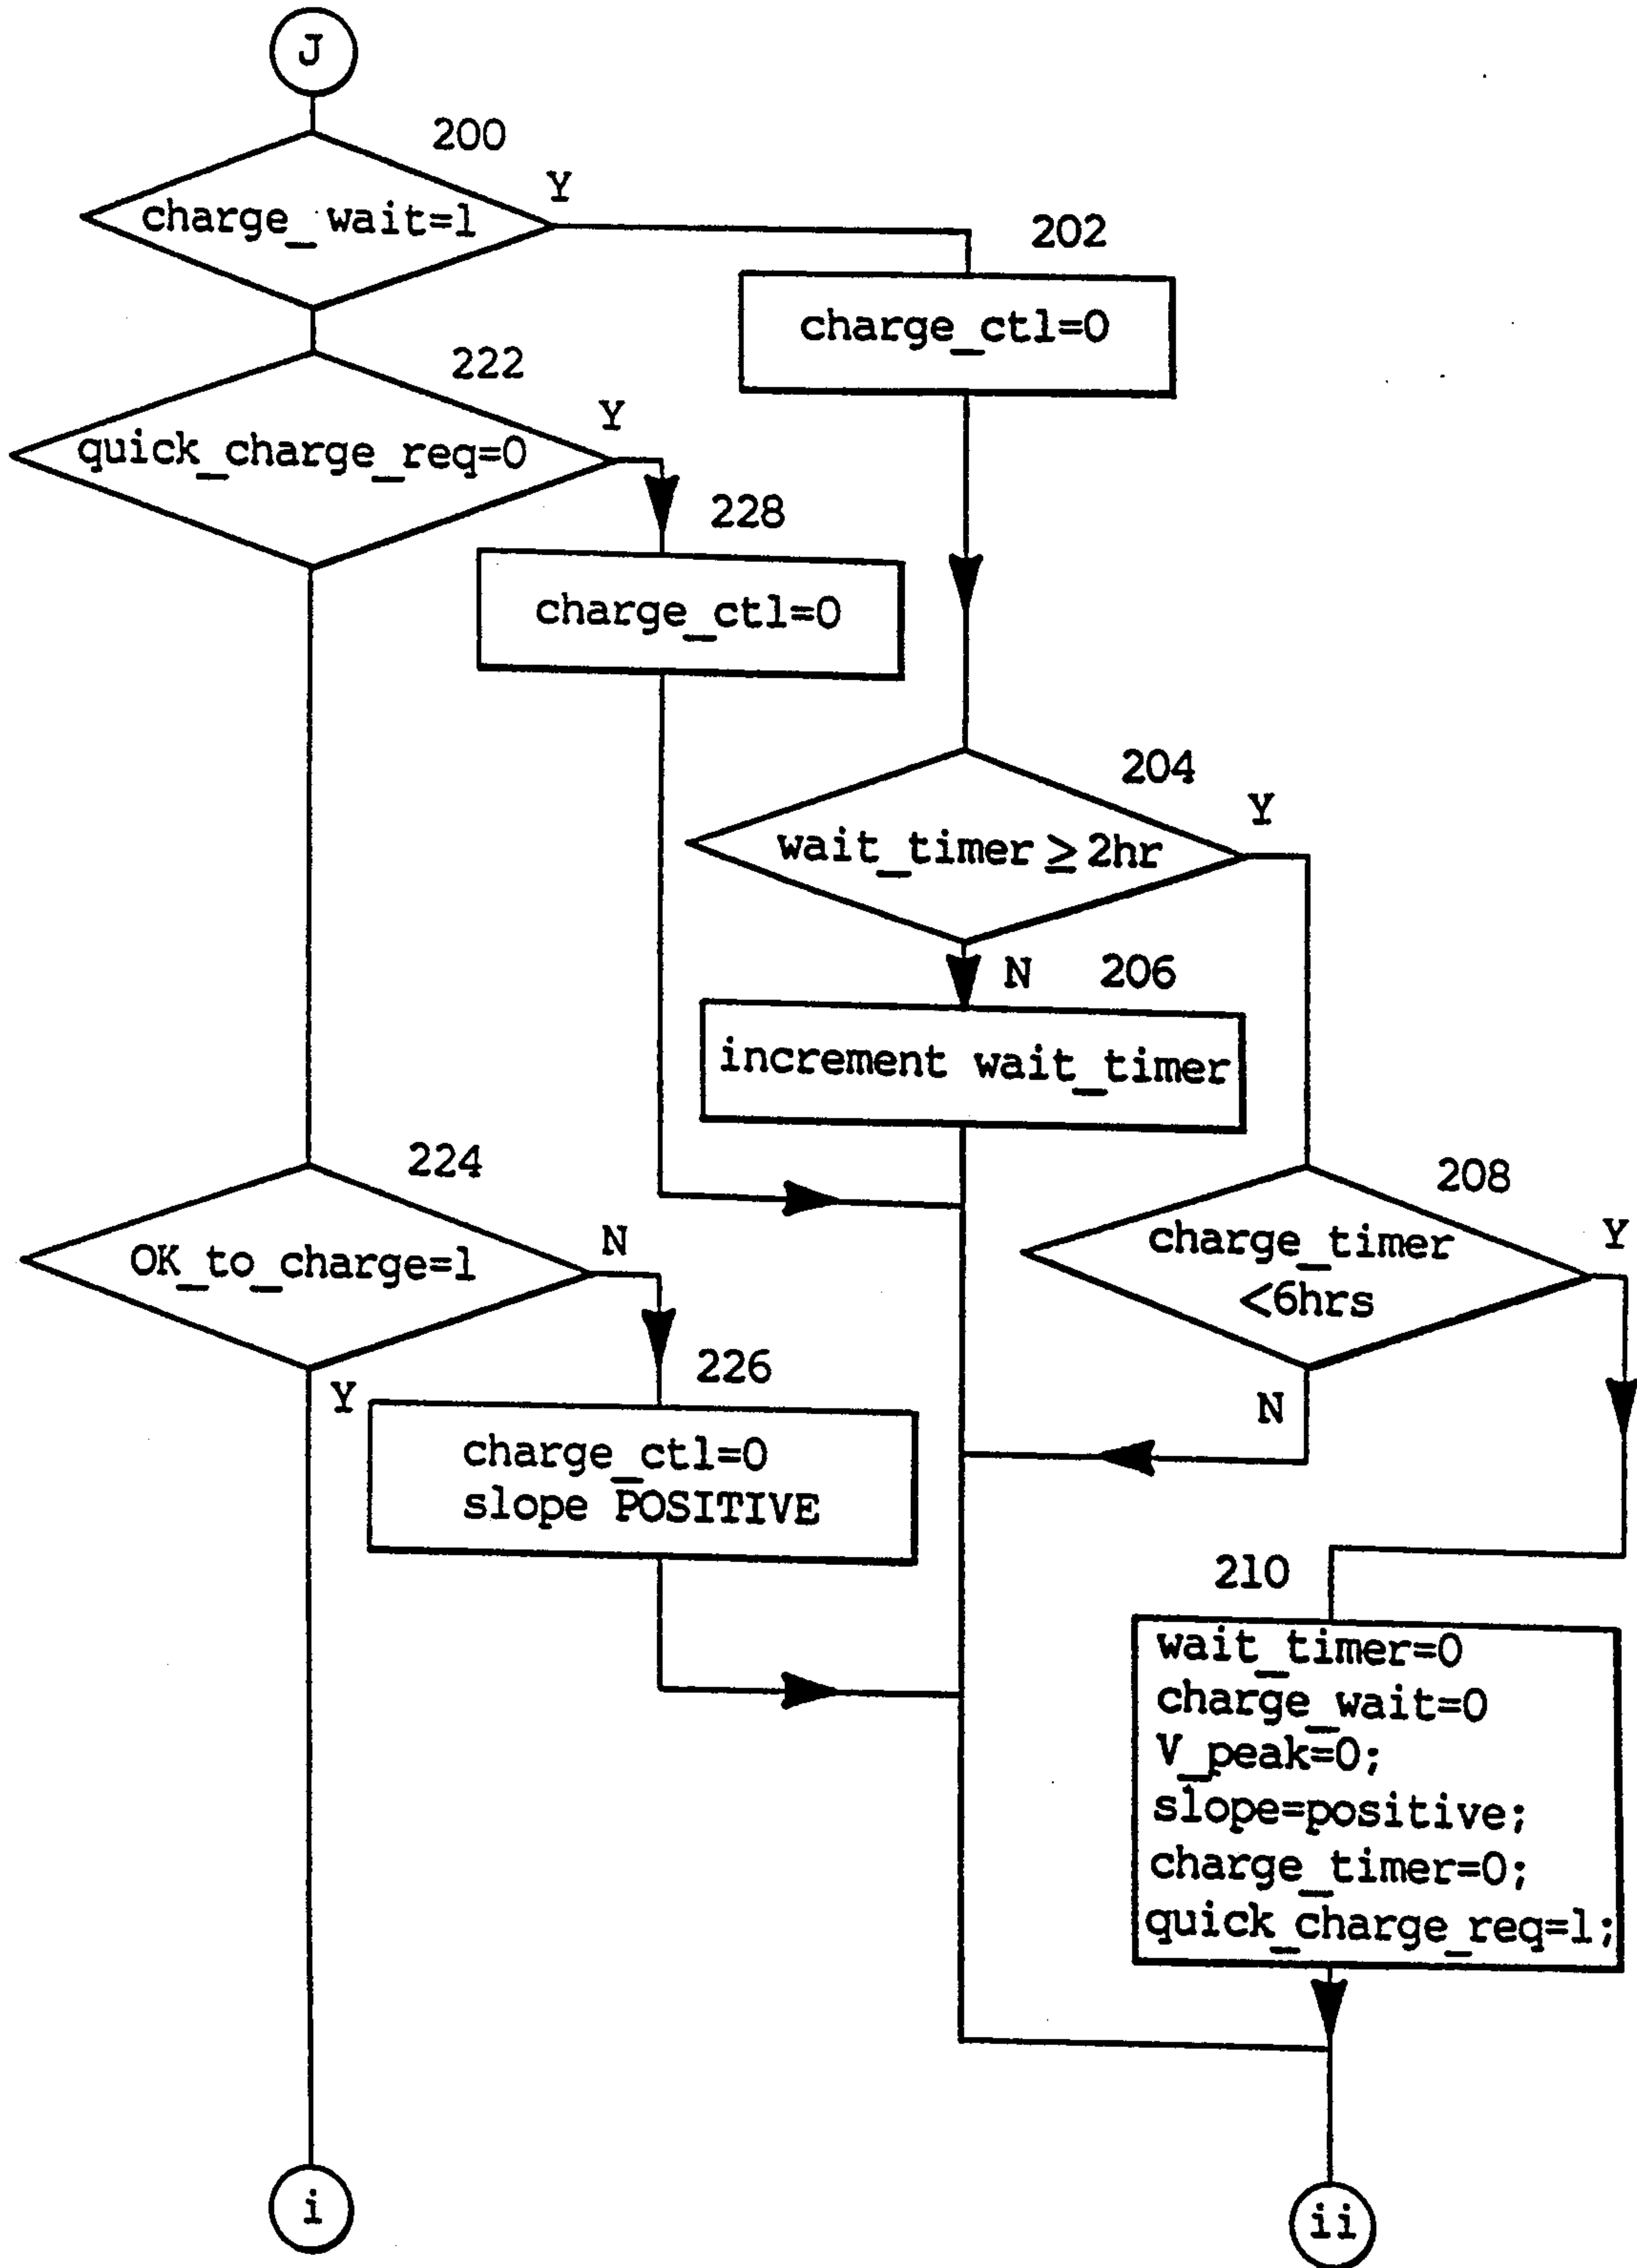 J
200
Y
charge_wait=1
202
charge_ctl=0
222
Y
quick_charge_req=0
228
charge_ctl=0
204
Y
wait_timer ≥ 2hr
N
206
increment wait_timer
224
N
OK_to_charge=1
208
Y
charge_timer
<6hrs
226
Y
N
charge_ctl=0
slope POSITIVE
210
wait_timer=0
charge_wait=0
V_peak=0;
slope=positive;
charge_timer=0;
quick_charge_req=1;
i
ii